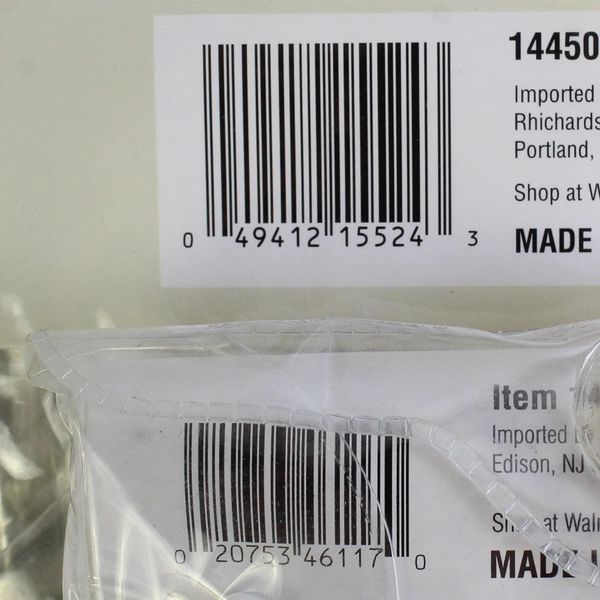 14450
Imported
Rhichards
Portland,
Shop at W
MADE
0 49412 15524 3
Item
Imported
Edison, NJ
at Wal
MADE
0 20753 46117 0